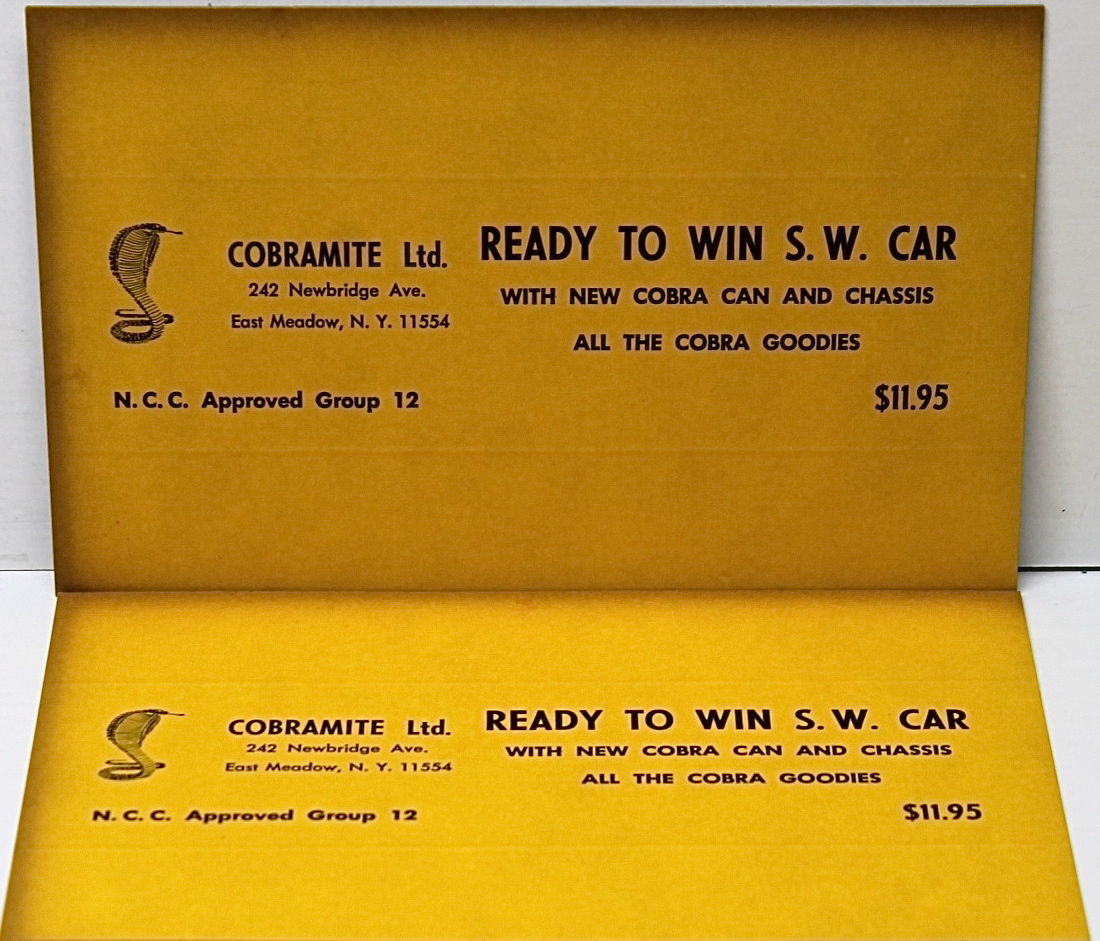 COBRAMITE Ltd.
242 Newbridge Ave.
East Meadow, N. Y. 11554
N. C. C. Approved Group 12
READY TO WIN S. W. CAR
WITH NEW COBRA CAN AND CHASSIS
ALL THE COBRA GOODIES
$11.95
COBRAMITE Ltd.
242 Newbridge Ave.
East Meadow, N. Y. 11554
N. C. C. Approved Group 12
READY TO WIN S. W. CAR
WITH NEW COBRA CAN AND CHASSIS
ALL THE COBRA GOODIES
$11.95